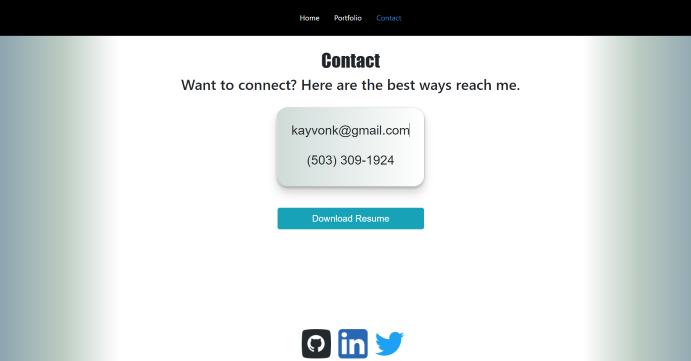 Home Portfolio Contact
Contact
Want to connect? Here are the best ways reach me.
kayvonk@gmail.com
(503) 309-1924
Download Resume
in